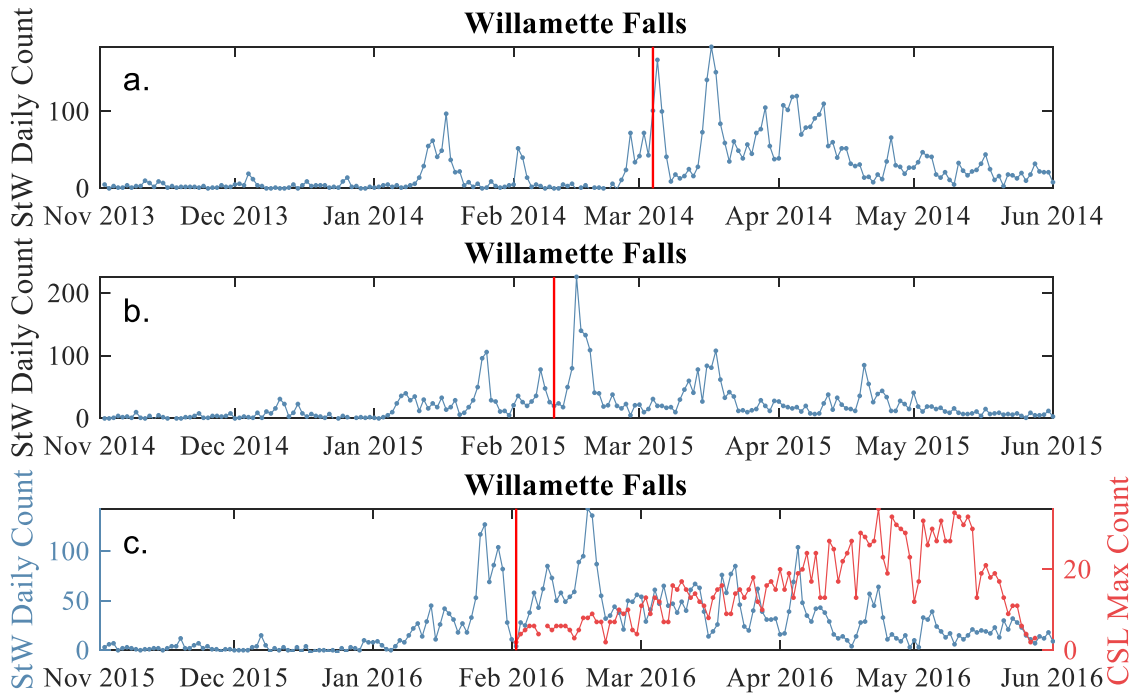 Willamette Falls
StW Daily Count
a.
100
0
Nov 2013 Dec 2013 Jan 2014 Feb 2014 Mar 2014 Apr 2014 May 2014 Jun 2014
Willamette Falls
StW Daily Count
b.
200
100
0
Nov 2014 Dec 2014 Jan 2015 Feb 2015 Mar 2015 Apr 2015 May 2015 Jun 2015
Willamette Falls
StW Daily Count
c.
100
50
0
20
0
CSL Max Count
Nov 2015 Dec 2015 Jan 2016 Feb 2016 Mar 2016 Apr 2016 May 2016 Jun 2016